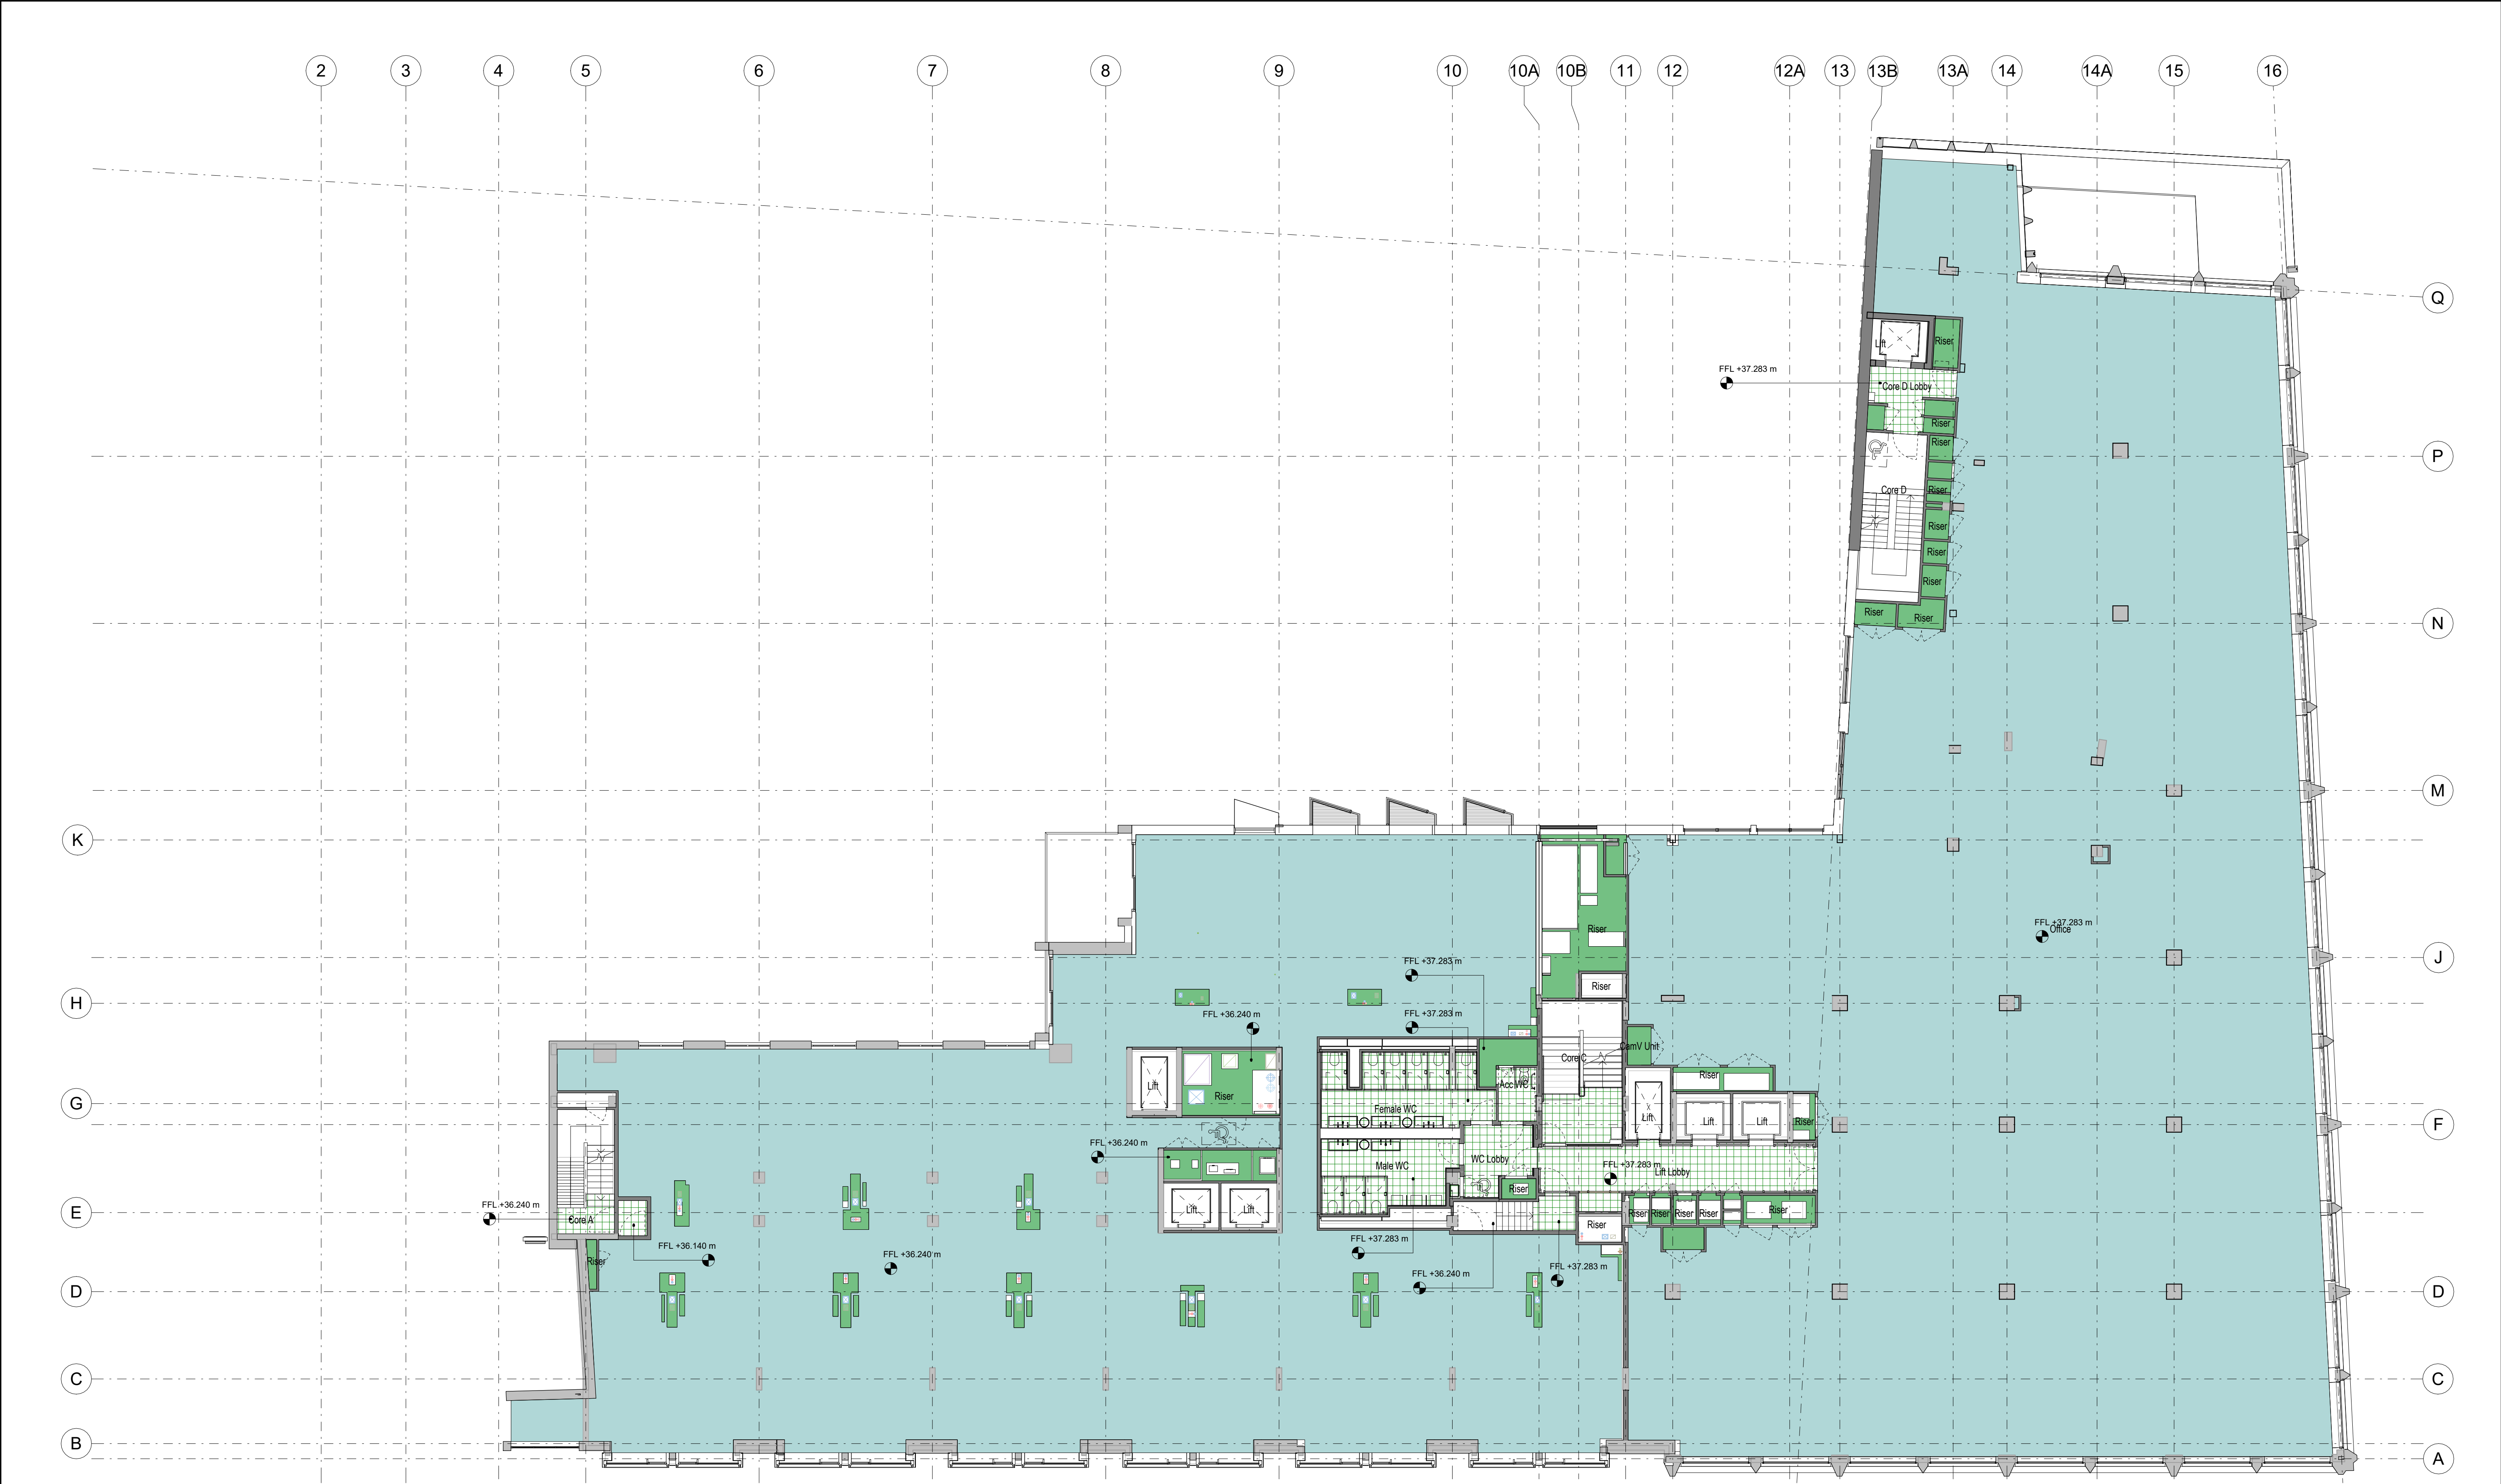 2 3 4 5 6 7 8 9 10 10A 10B 11 12 12A 13 13B 13A 14 14A 15 16
Q
Lift
Riser
FFL +37.283 m
Core D Lobby
Riser
Riser
P
Core D
Riser
Riser
Riser
Riser
Riser
Riser
N
M
K
FFL +37.283 m
Office
Riser
J
FFL +37.283 m
Riser
H
FFL +36.240 m
FFL +37.283 m
CamV Unit
Core C
Riser
Lift
Acc WC
Riser
G
Female WC
Lift
Lift
Lift
Riser
F
FFL +36.240 m
WC Lobby
Male WC
FFL +37.283 m
Lift Lobby
Riser
FFL +36.240 m
Lift
Lift
E
Core A
Riser
Riser
Riser
Riser
Riser
Riser
FFL +36.140 m
FFL +36.240 m
FFL +37.283 m
Riser
FFL +36.240 m
FFL +37.283 m
D
D
C
C
B
A